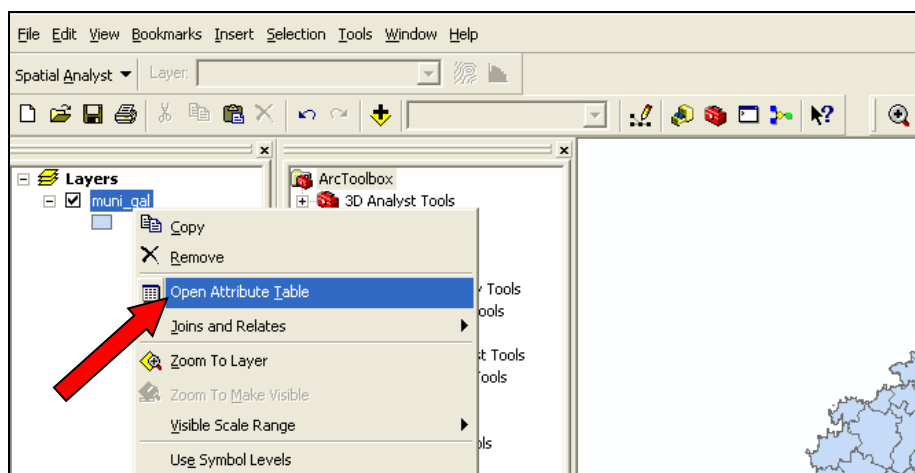 File Edit View Bookmarks Insert Selection Tools Window Help
Spatial Analyst Layer:
Layers
muni_gal
ArcToolbox
3D Analyst Tools
Copy
Remove
Open Attribute Table
Tools
Joins and Relates
ools
Zoom To Layer
st Tools
Zoom To Make Visible
ools
Visible Scale Range
ols
Use Symbol Levels